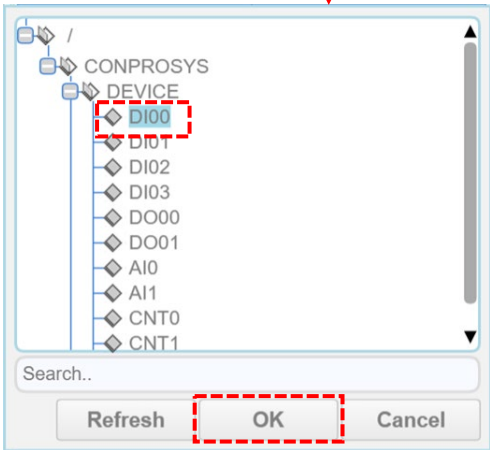 /
CONPROSYS
DEVICE
DI00
DI01
DI02
DI03
DO00
DO01
AI0
AI1
CNT0
CNT1
Search..
Refresh OK Cancel